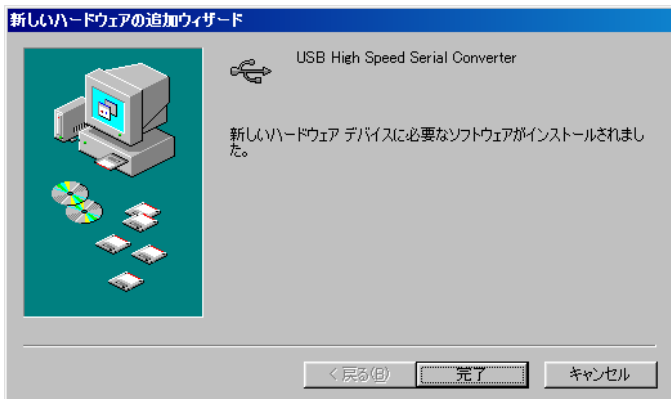 新しいハードウェアの追加ウィザード
USB High Speed Serial Converter
新しいハードウェア デバイスに必要なソフトウェアがインストールされまし
た。
< 戻る(B)
完了
キャンセル